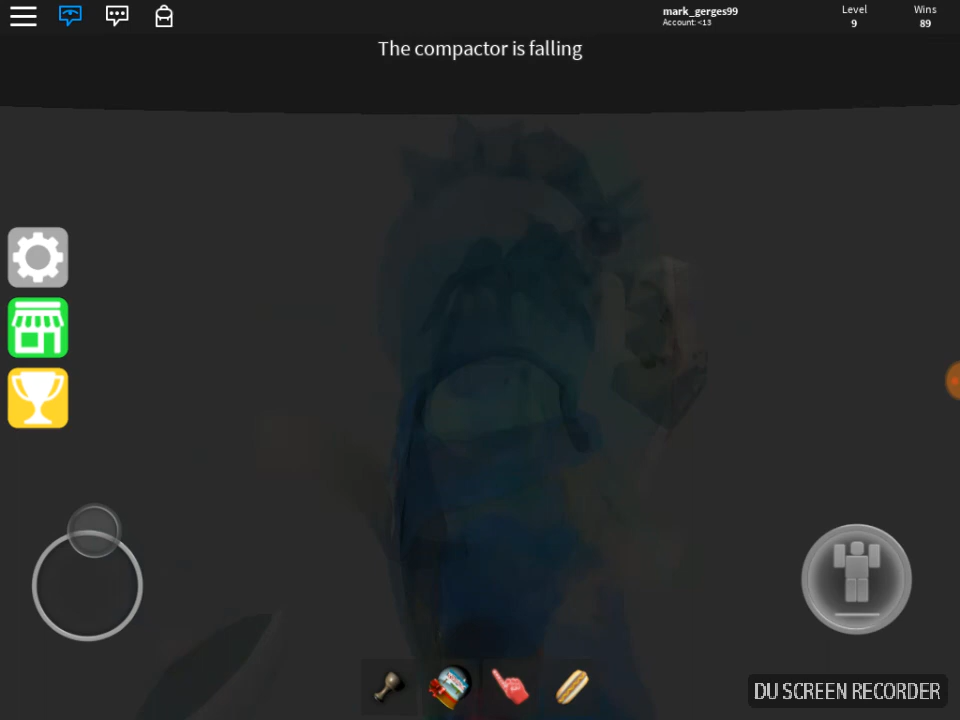 mark_gerges99
Account: <13
Level
9
Wins
89
The compactor is falling
DU SCREEN RECORDER